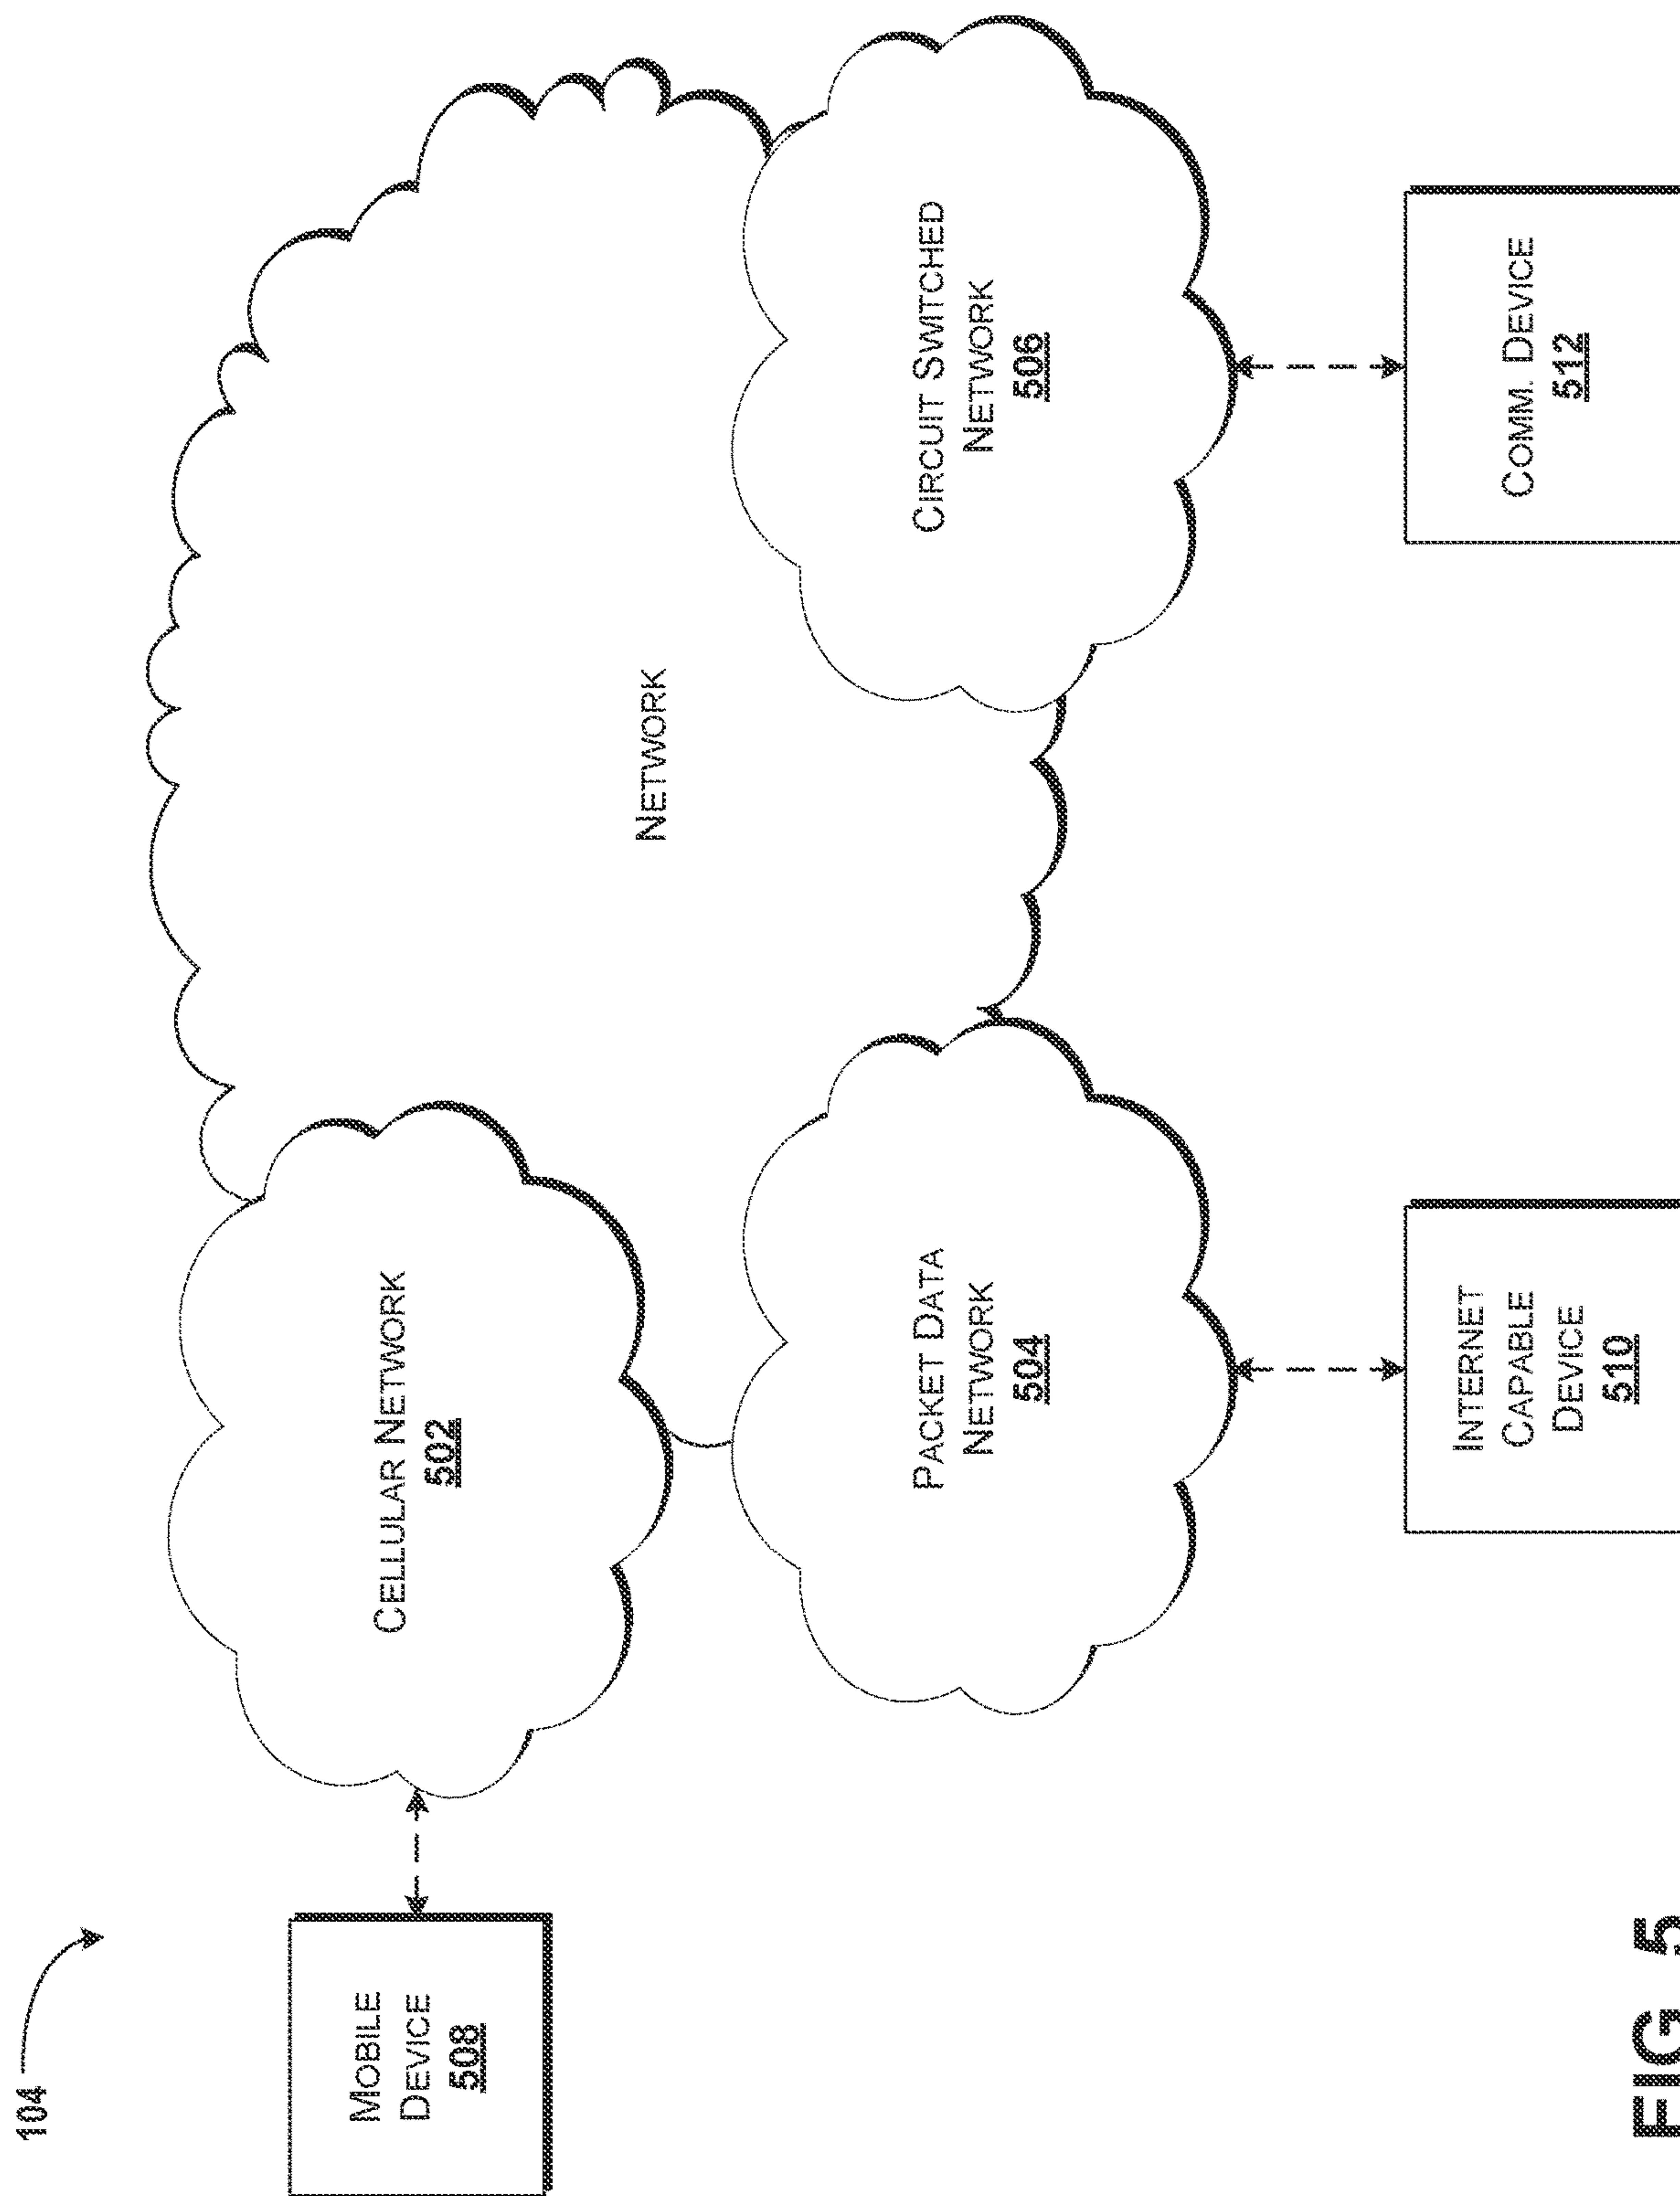 104
MOBILE
DEVICE
508
CELLULAR NETWORK
502
NETWORK
PACKET DATA
NETWORK
504
CIRCUIT SWITCHED
NETWORK
506
INTERNET
CAPABLE
DEVICE
510
COMM. DEVICE
512
FIG 5